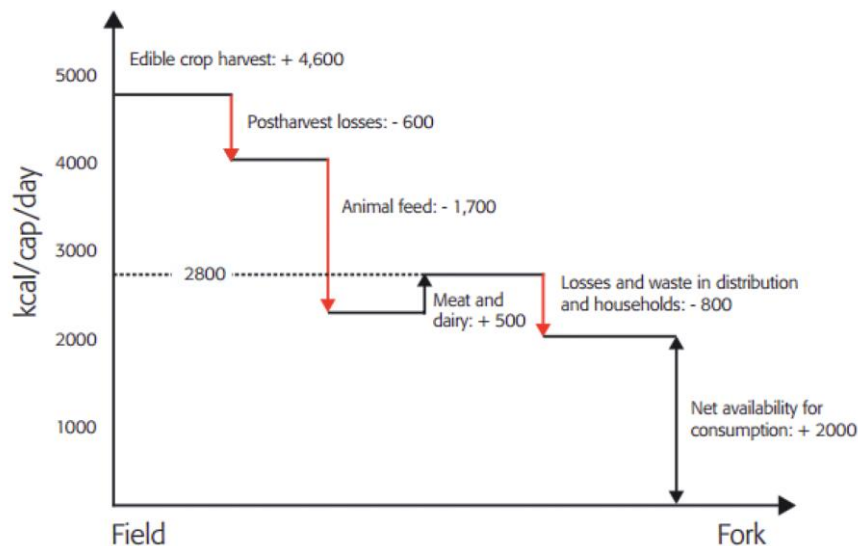 Edible crop harvest: + 4,600
5000
Postharvest losses: - 600
4000
Animal feed: - 1,700
kcal/cap/day
3000
2800
Losses and waste in distribution
and households: - 800
Meat and
dairy: + 500
2000
Net availability for
consumption: + 2000
1000
Field
Fork